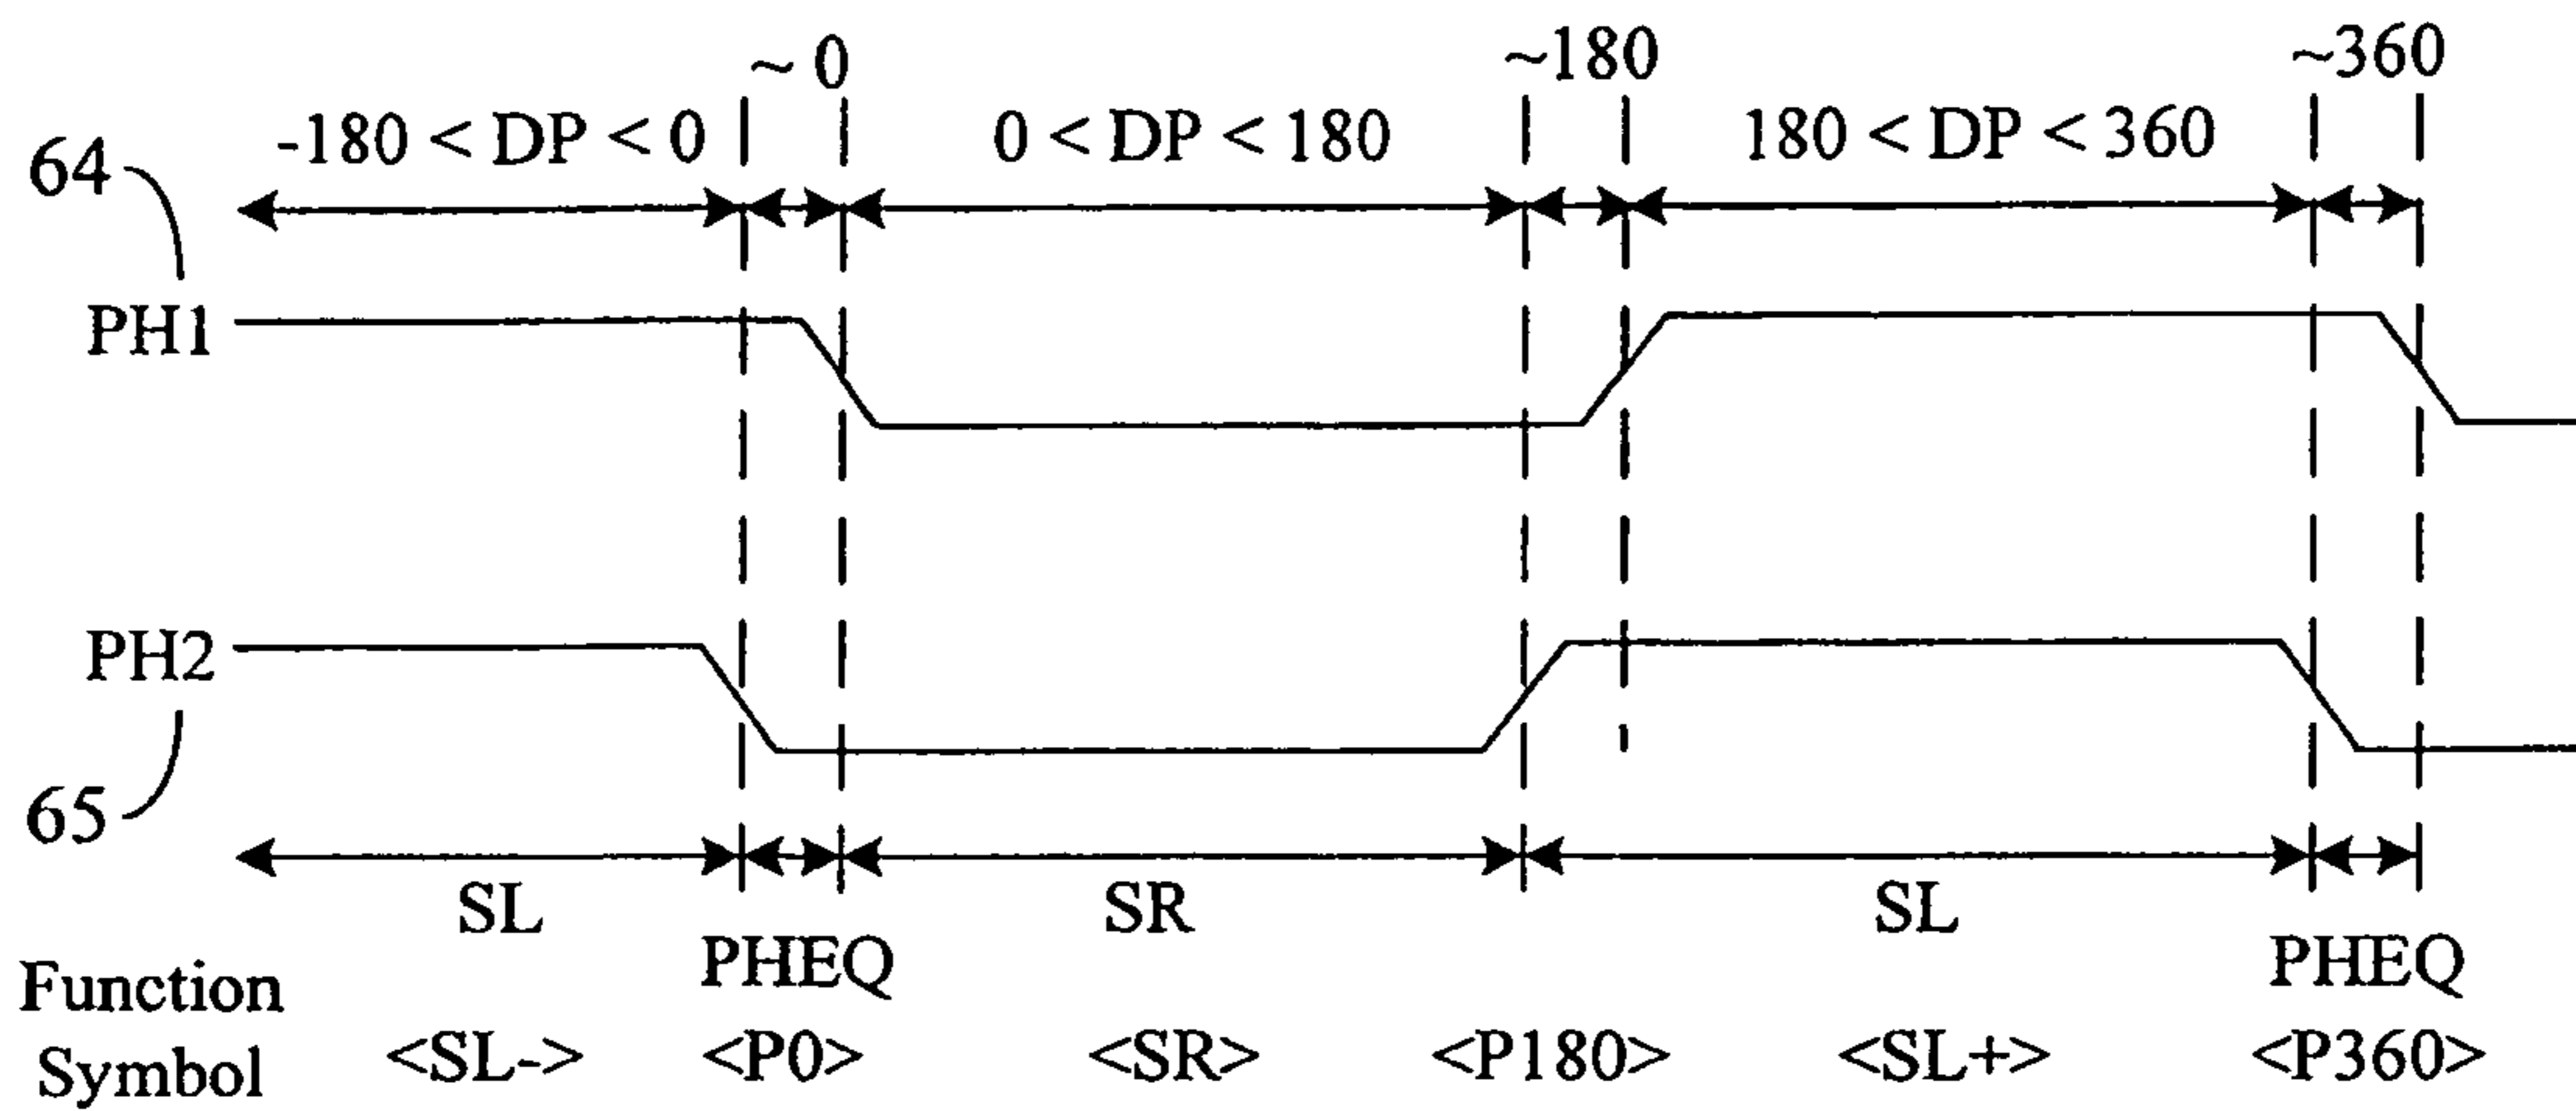 ~ 0
~180
~360
-180 < DP < 0
0 < DP < 180
180 < DP < 360
64
PH1
PH2
65
SL
SR
SL
PHEQ
PHEQ
Function
Symbol
<SL->
<P0>
<SR>
<P180>
<SL+>
<P360>